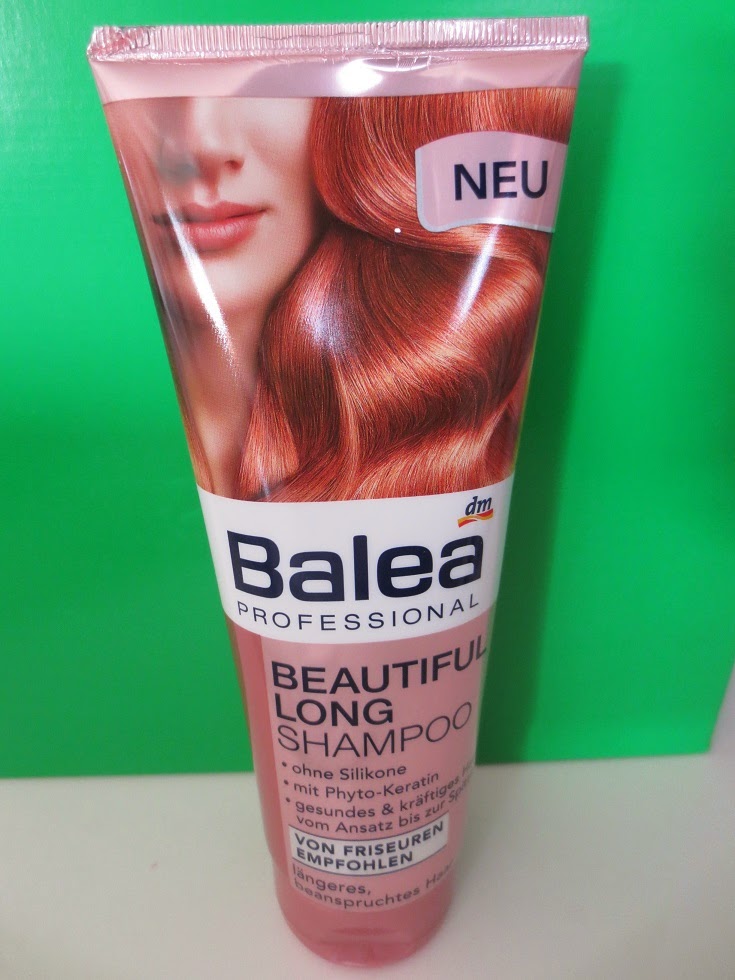 NEU
dm
Balea
PROFESSIONAL
BEAUTIFUL
LONG
SHAMPOO
• ohne Silikone
• mit Phyto-Keratin
• gesundes & kräftiges
vom Ansatz bis zur
VON FRISEUREN
EMPFOHLEN
längeres,
beanspruchtes Haar